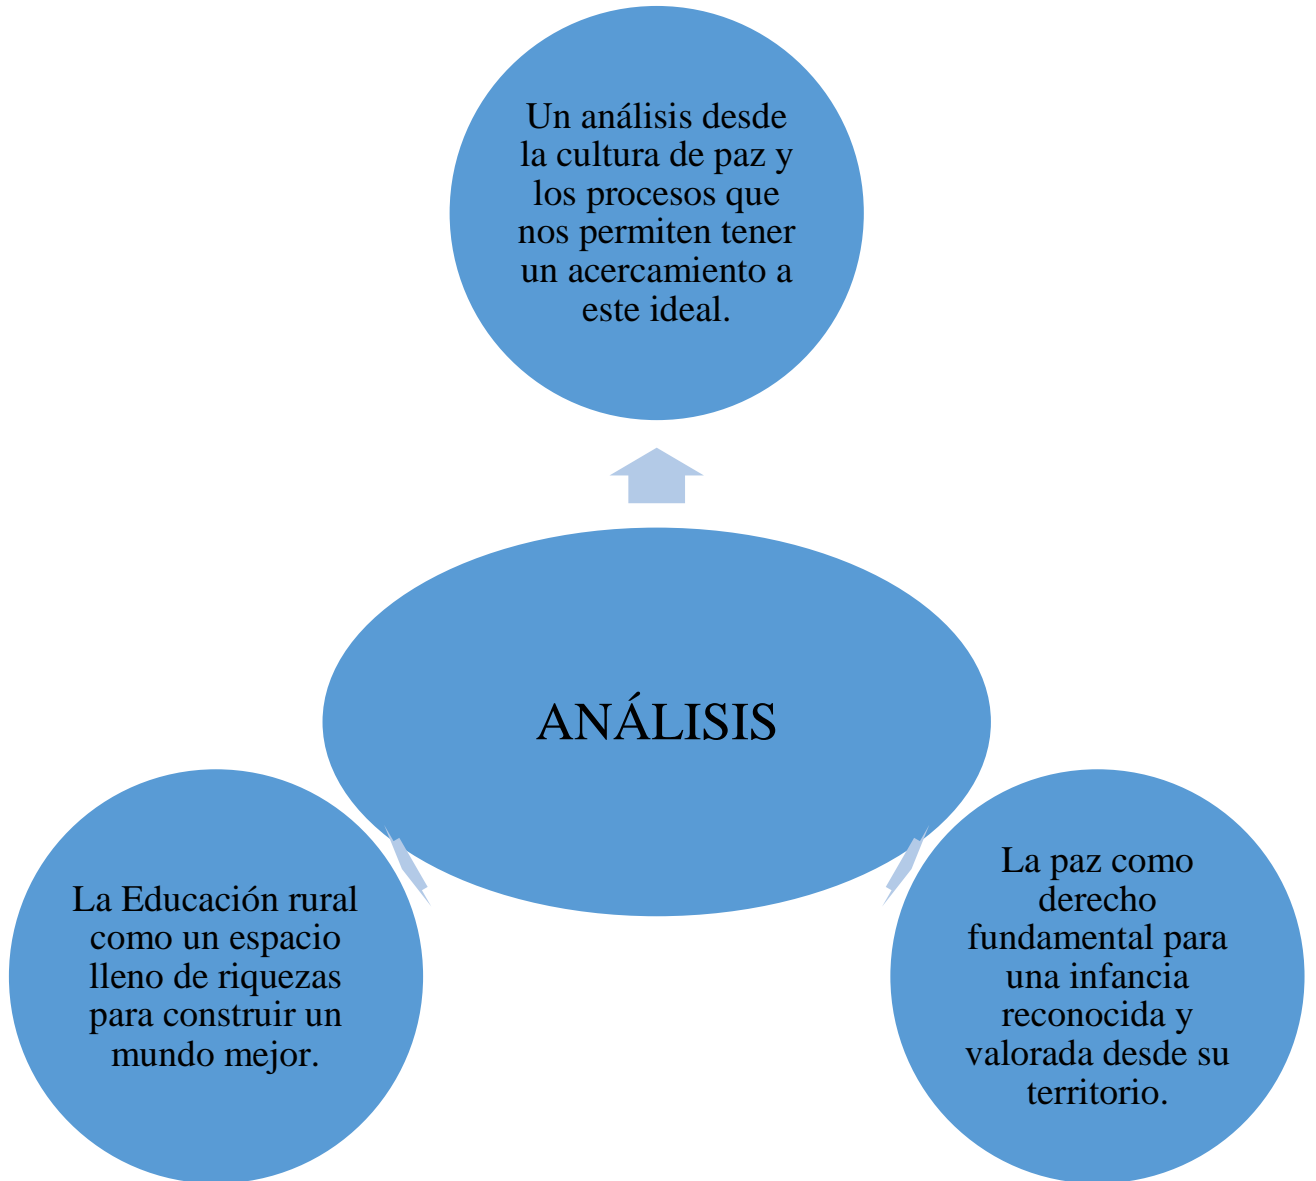 Un análisis desde
la cultura de paz y
los procesos que
nos permiten tener
un acercamiento a
este ideal.
ANÁLISIS
La Educación rural
como un espacio
lleno de riquezas
para construir un
mundo mejor.
La paz como
derecho
fundamental para
una infancia
reconocida y
valorada desde su
territorio.